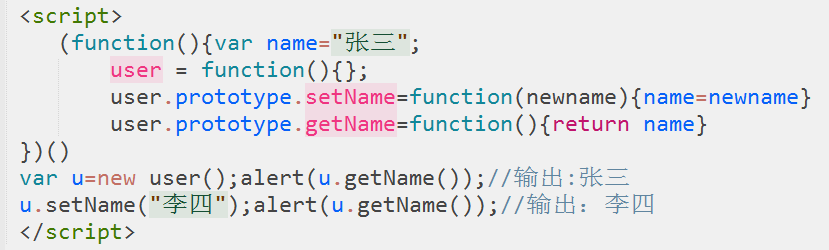 <script>
(function(){var name="张三";
user = function(){};
user.prototype.setName=function(newname){name=newname}
user.prototype.getName=function(){return name}
})()
var u=new user();alert(u.getName());//输出:张三
u.setName("李四");alert(u.getName());//输出：李四
</script>